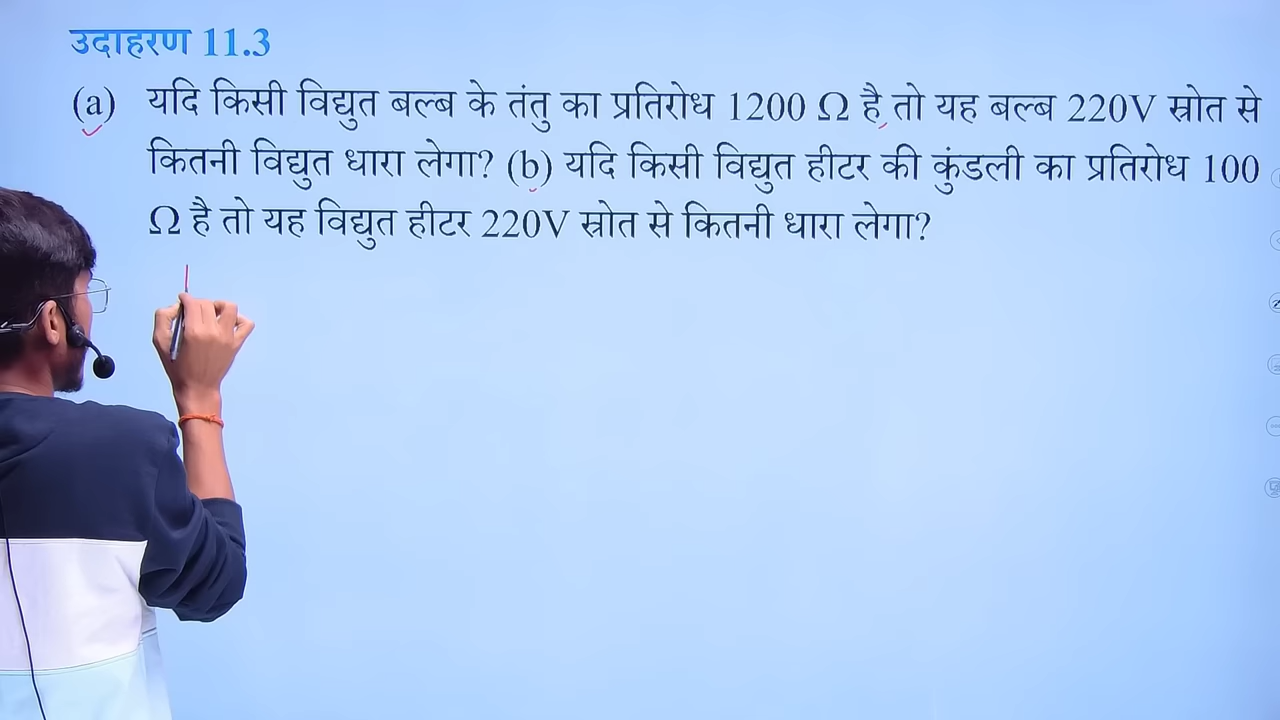 उदाहरण 11.3
(a) यदि किसी विद्युत बल्ब के तंतु का प्रतिरोध 1200 Ω है तो यह बल्ब 220V स्रोत से
कितनी विद्युत धारा लेगा? (b) यदि किसी विद्युत हीटर की कुंडली का प्रतिरोध 100
Ω है तो यह विद्युत हीटर 220V स्रोत से कितनी धारा लेगा?